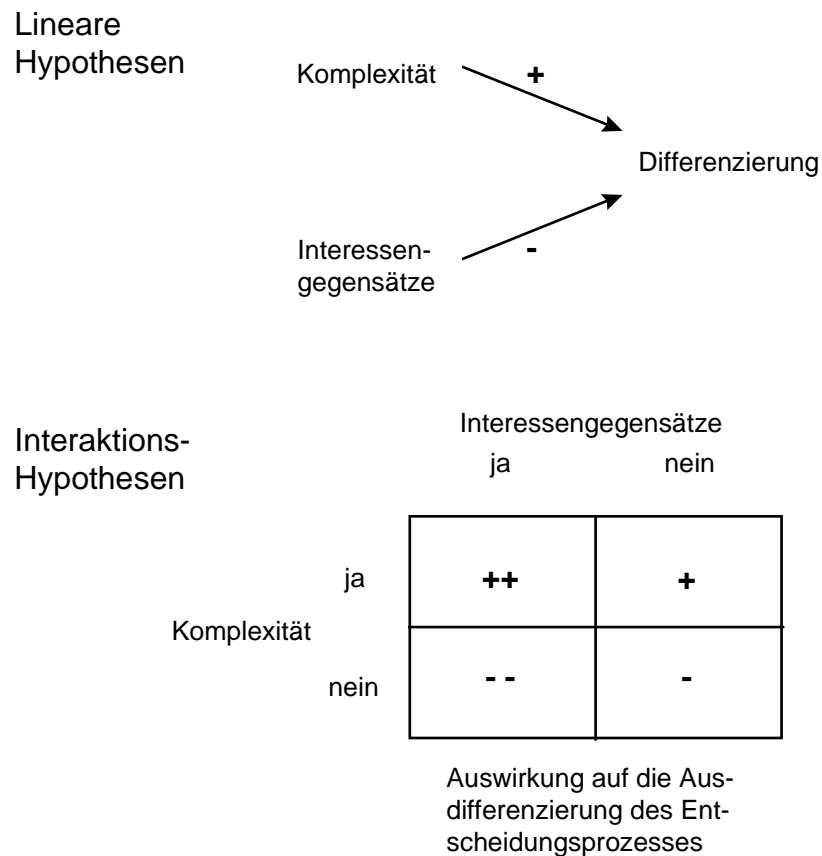 Lineare
Hypothesen
Komplexität
+
Differenzierung
Interessen-
gegensätze
-
Interaktions-
Hypothesen
Interessengegensätze
ja nein
ja ++ +
Komplexität
nein - - -
Auswirkung auf die Aus-
differenzierung des Ent-
scheidungsprozesses